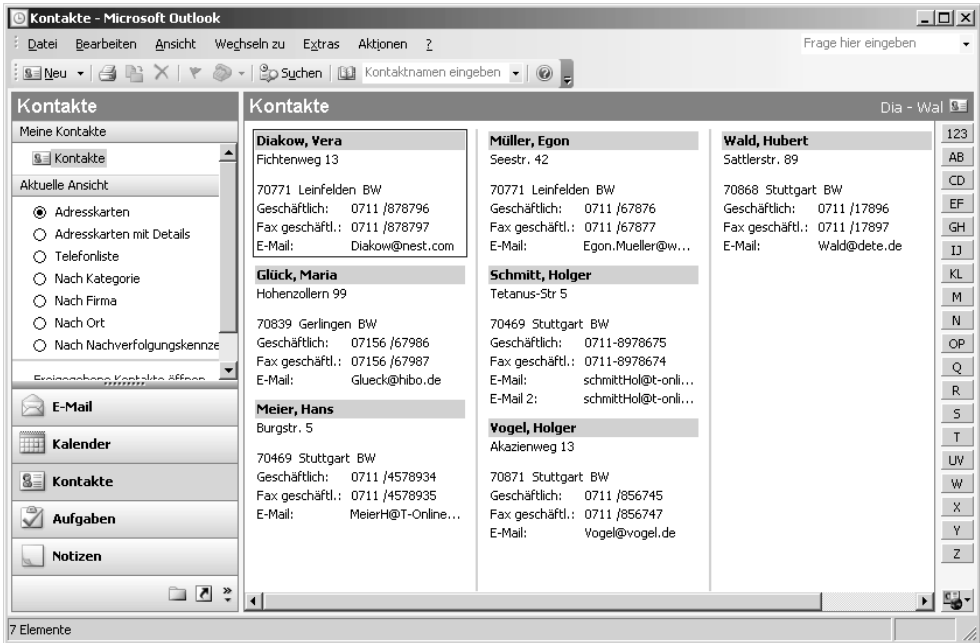 Kontakte - Microsoft Outlook
Datei Bearbeiten Ansicht Wechseln zu Extras Aktionen ? Frage hier eingeben
Neu Suchen Kontaktnamen eingeben
Kontakte
Meine Kontakte
Kontakte
Aktuelle Ansicht
Adresskarten
Adresskarten mit Details
Telefonliste
Nach Kategorie
Nach Firma
Nach Ort
Nach Nachverfolgungskennze
Freigegebene Kontakte öffnen
E-Mail
Kalender
Kontakte
Aufgaben
Notizen
Kontakte Dia - Wal
Diakow, Vera
Fichtenweg 13
70771 Leinfelden BW
Geschäftlich: 0711 /878796
Fax geschäftl.: 0711 /878797
E-Mail: Diakow@nest.com
Glück, Maria
Hohenzollern 99
70839 Gerlingen BW
Geschäftlich: 07156 /67986
Fax geschäftl.: 07156 /67987
E-Mail: Glueck@hibo.de
Meier, Hans
Burgstr. 5
70469 Stuttgart BW
Geschäftlich: 0711 /4578934
Fax geschäftl.: 0711 /4578935
E-Mail: MeierH@T-Online...
Müller, Egon
Seestr. 42
70771 Leinfelden BW
Geschäftlich: 0711 /67876
Fax geschäftl.: 0711 /67877
E-Mail: Egon.Mueller@w...
Schmitt, Holger
Tetanus-Str 5
70469 Stuttgart BW
Geschäftlich: 0711-8978675
Fax geschäftl.: 0711-8978674
E-Mail: schmittHol@t-onli...
E-Mail 2: schmittHol@t-onli...
Vogel, Holger
Akazienweg 13
70871 Stuttgart BW
Geschäftlich: 0711 /856745
Fax geschäftl.: 0711 /856747
E-Mail: Vogel@vogel.de
Wald, Hubert
Sattlerstr. 89
70868 Stuttgart BW
Geschäftlich: 0711 /17896
Fax geschäftl.: 0711 /17897
E-Mail: Wald@dete.de
123
AB
CD
EF
GH
IJ
KL
M
N
OP
Q
R
S
T
UV
W
X
Y
Z
7 Elemente